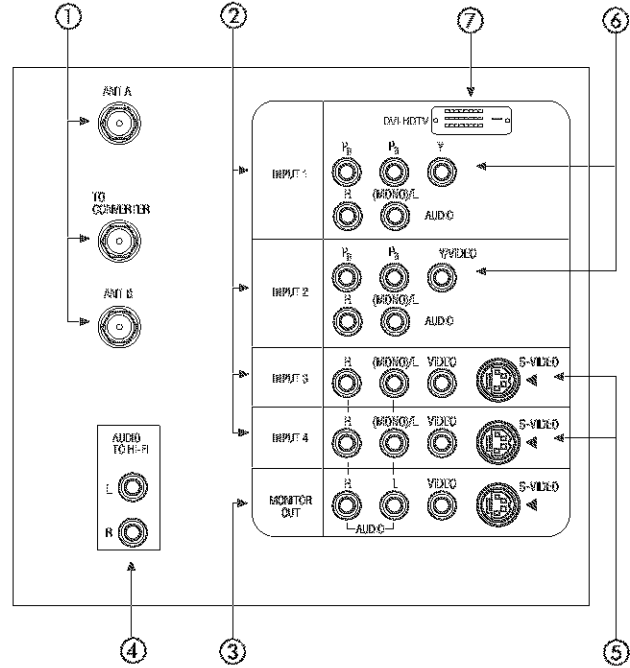 1 2 7 6
ANT A
TO
CONVERTER
ANT B
AUDIO
TO HI-FI
L
R
DVI-HDTV
INPUT 1
PR PB Y
R (MONO)/L AUDIO
INPUT 2
PR PB Y/VIDEO
R (MONO)/L AUDIO
INPUT 3
R (MONO)/L VIDEO S-VIDEO
INPUT 4
R (MONO)/L VIDEO S-VIDEO
MONITOR
OUT
R L VIDEO S-VIDEO
AUDIO
4 3 5